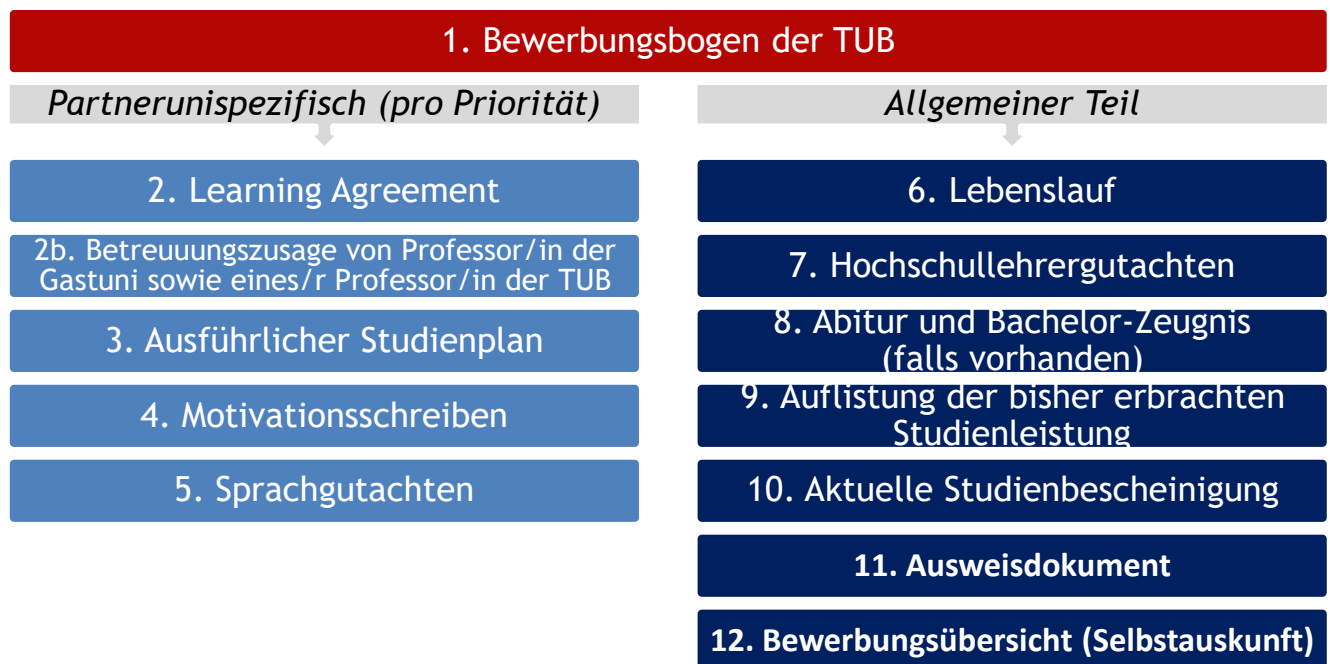 1. Bewerbungsbogen der TUB
Partnerunispezifisch (pro Priorität)
2. Learning Agreement
2b. Betreuuungszusage von Professor/in der
Gastuni sowie eines/r Professor/in der TUB
3. Ausführlicher Studienplan
4. Motivationsschreiben
5. Sprachgutachten
Allgemeiner Teil
6. Lebenslauf
7. Hochschullehrergutachten
8. Abitur und Bachelor-Zeugnis
(falls vorhanden)
9. Auflistung der bisher erbrachten
Studienleistung
10. Aktuelle Studienbescheinigung
11. Ausweisdokument
12. Bewerbungsübersicht (Selbstauskunft)